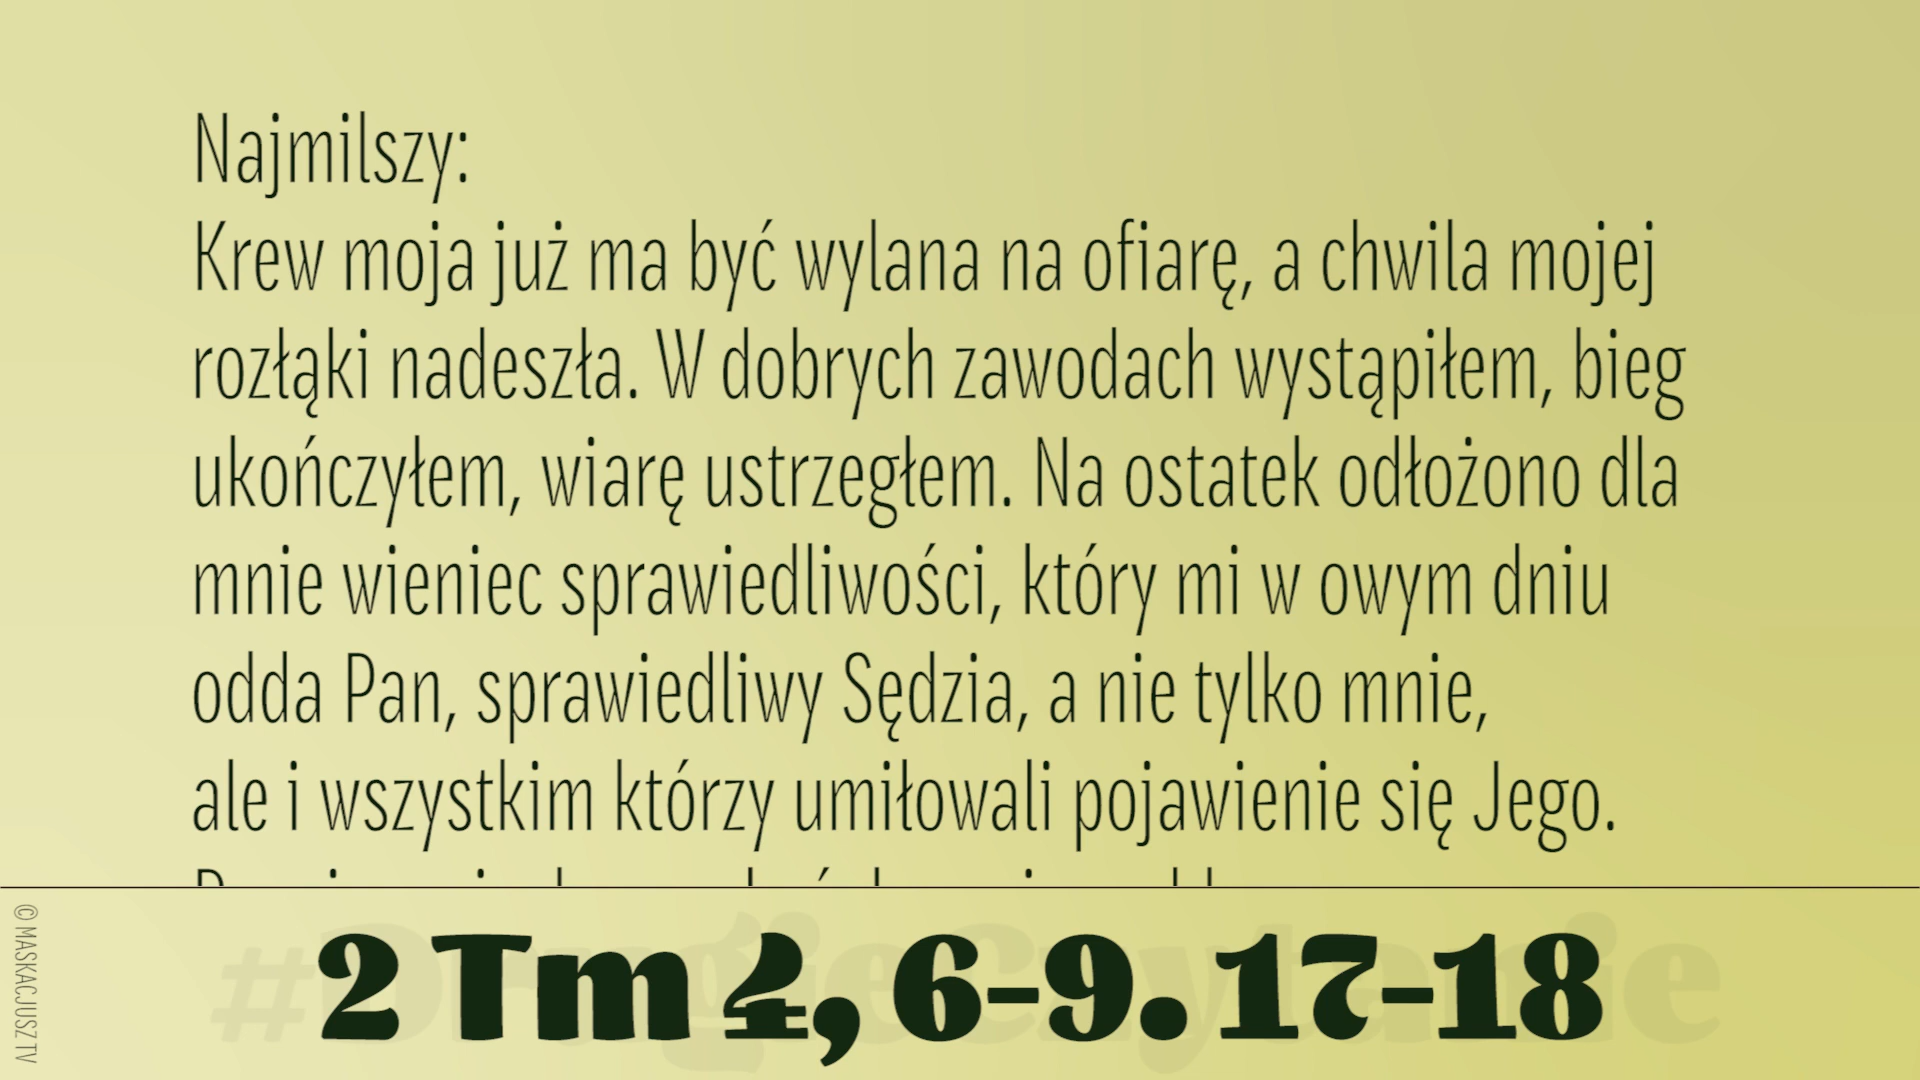 Najmilszy:
Krew moja już ma być wylana na ofiarę, a chwila mojej
rozłąki nadeszła. W dobrych zawodach wystąpiłem, bieg
ukończyłem, wiarę ustrzegłem. Na ostatek odłożono dla
mnie wieniec sprawiedliwości, który mi w owym dniu
odda Pan, sprawiedliwy Sędzia, a nie tylko mnie,
ale i wszystkim którzy umiłowali pojawienie się Jego.
#DrugieCzytanie
2 Tm 4, 6-9. 17-18
© MASKACJUSZ TV